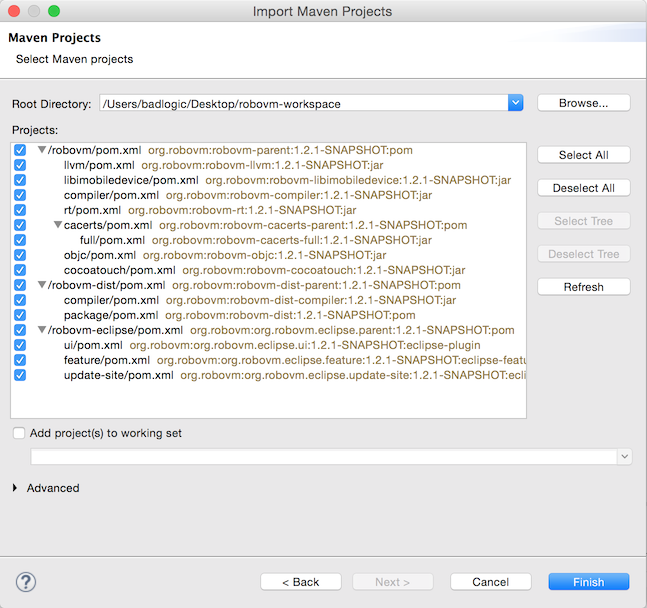 Import Maven Projects
Maven Projects
Select Maven projects
Root Directory: /Users/badlogic/Desktop/robovm-workspace Browse...
Projects:
/robovm/pom.xml org.robovm:robovm-parent:1.2.1-SNAPSHOT:pom
llvm/pom.xml org.robovm:robovm-llvm:1.2.1-SNAPSHOT:jar
libimobiledevice/pom.xml org.robovm:robovm-libimobiledevice:1.2.1-SNAPSHOT:jar
compiler/pom.xml org.robovm:robovm-compiler:1.2.1-SNAPSHOT:jar
rt/pom.xml org.robovm:robovm-rt:1.2.1-SNAPSHOT:jar
cacerts/pom.xml org.robovm:robovm-cacerts-parent:1.2.1-SNAPSHOT:pom
full/pom.xml org.robovm:robovm-cacerts-full:1.2.1-SNAPSHOT:jar
objc/pom.xml org.robovm:robovm-objc:1.2.1-SNAPSHOT:jar
cocoatouch/pom.xml org.robovm:robovm-cocoatouch:1.2.1-SNAPSHOT:jar
/robovm-dist/pom.xml org.robovm:robovm-dist-parent:1.2.1-SNAPSHOT:pom
compiler/pom.xml org.robovm:robovm-dist-compiler:1.2.1-SNAPSHOT:jar
package/pom.xml org.robovm:robovm-dist:1.2.1-SNAPSHOT:pom
/robovm-eclipse/pom.xml org.robovm:org.robovm.eclipse.parent:1.2.1-SNAPSHOT:pom
ui/pom.xml org.robovm:org.robovm.eclipse.ui:1.2.1-SNAPSHOT:eclipse-plugin
feature/pom.xml org.robovm:org.robovm.eclipse.feature:1.2.1-SNAPSHOT:eclipse-featu
update-site/pom.xml org.robovm:org.robovm.eclipse.update-site:1.2.1-SNAPSHOT:ecli
Select All
Deselect All
Select Tree
Deselect Tree
Refresh
Add project(s) to working set
Advanced
? < Back Next > Cancel Finish